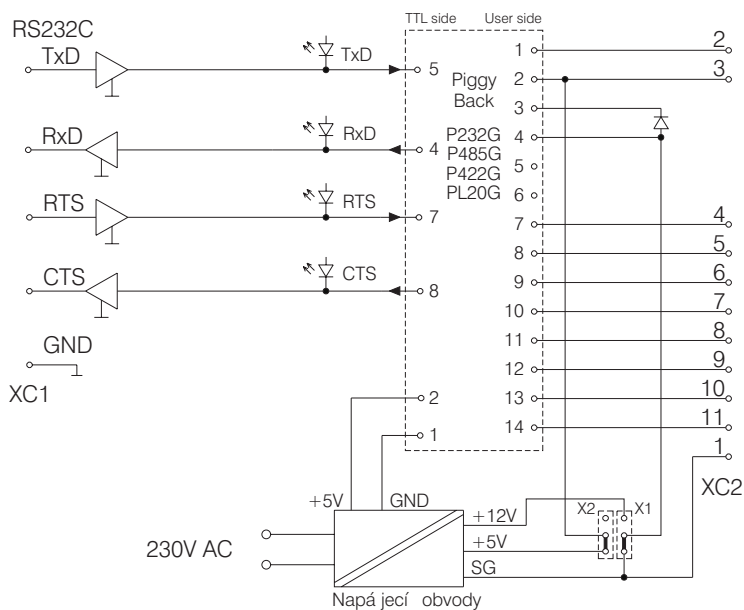 TTL side User side
RS232C
TxD
TxD
5
RxD
RxD
4
RTS
RTS
7
CTS
CTS
8
GND
XC1
2
1
Piggy
Back
P232G
P485G
P422G
PL20G
1
2
3
4
5
6
7
8
9
10
11
12
13
14
2
3
4
5
6
7
8
9
10
11
1
XC2
+5V GND
230V AC
+12V
+5V
SG
X2 X1
Napá jecí obvody